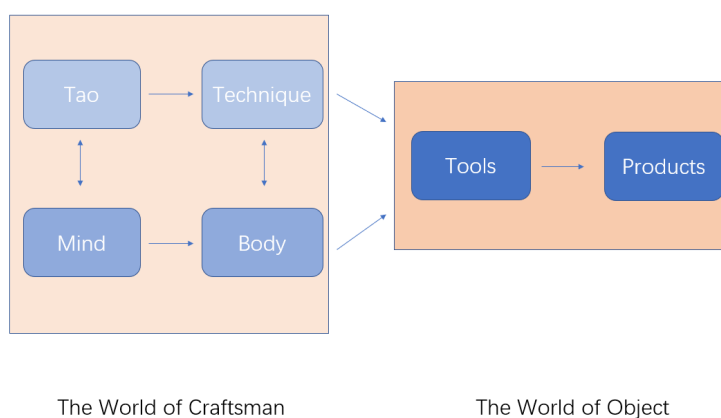 Tao
Technique
Mind
Body
Tools
Products
The World of Craftsman
The World of Object